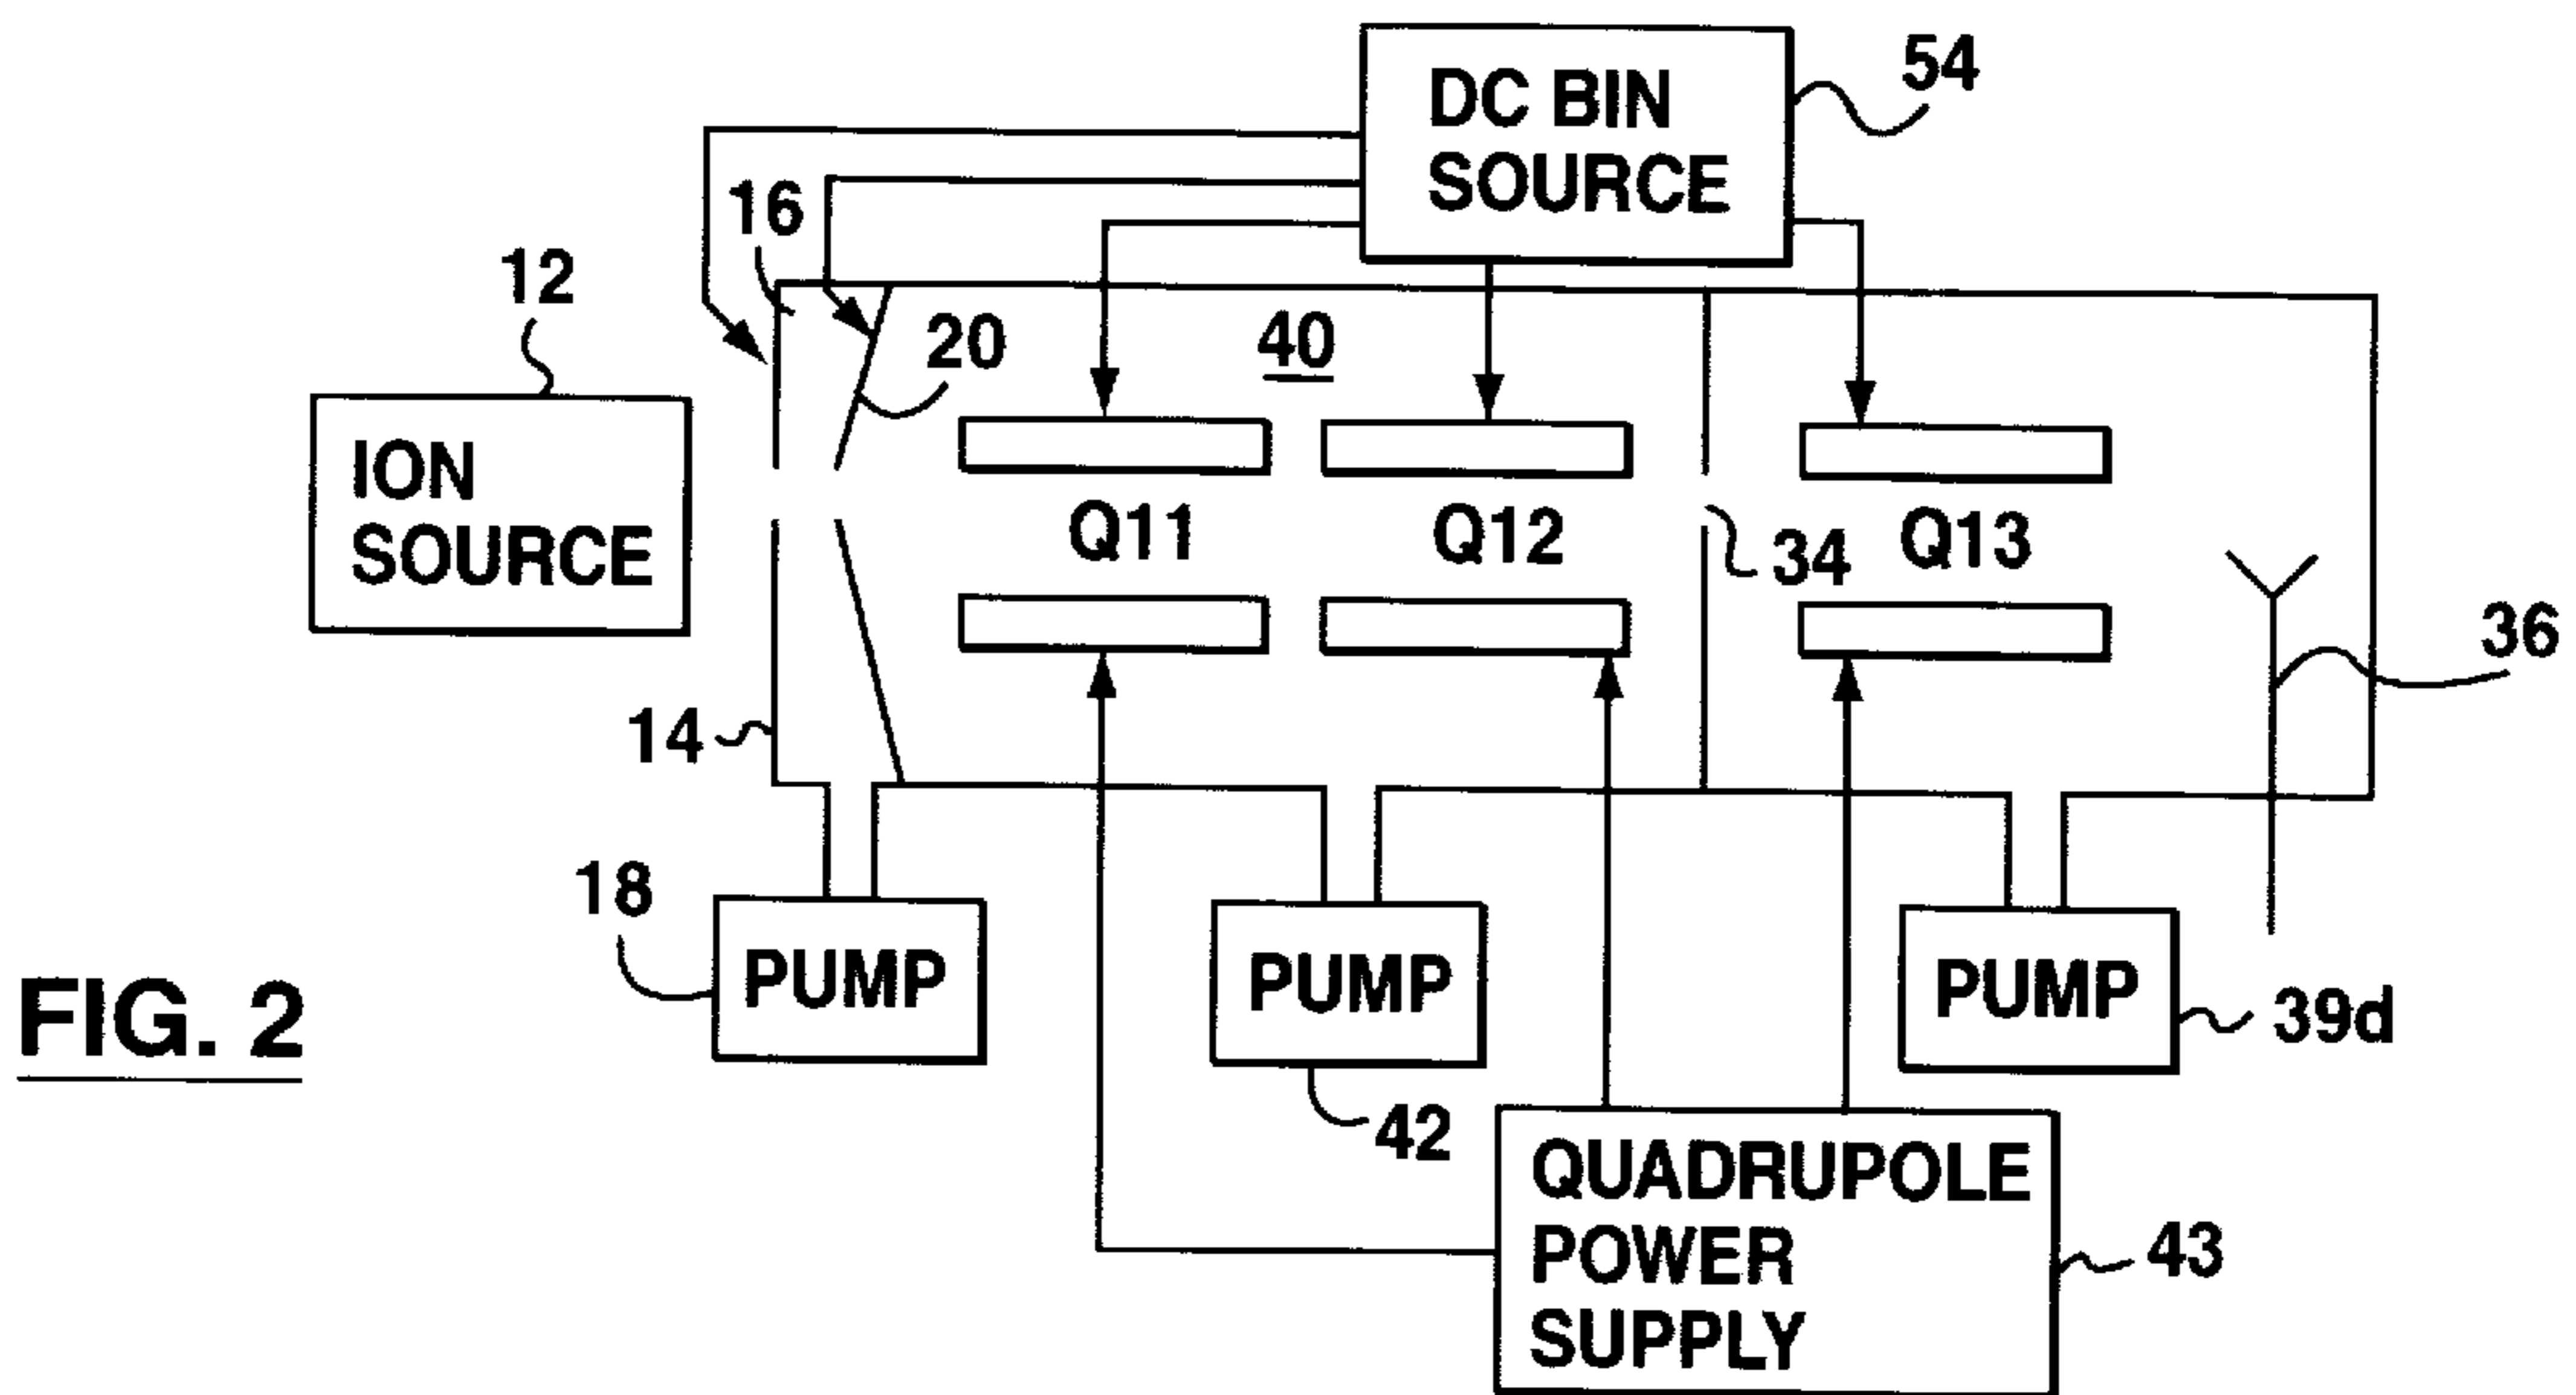 DC BIN
SOURCE
54
16
12
20
40
ION
SOURCE
Q11
Q12
34
Q13
36
14
18
PUMP
PUMP
PUMP
39d
42
FIG. 2
QUADRUPOLE
POWER
SUPPLY
43